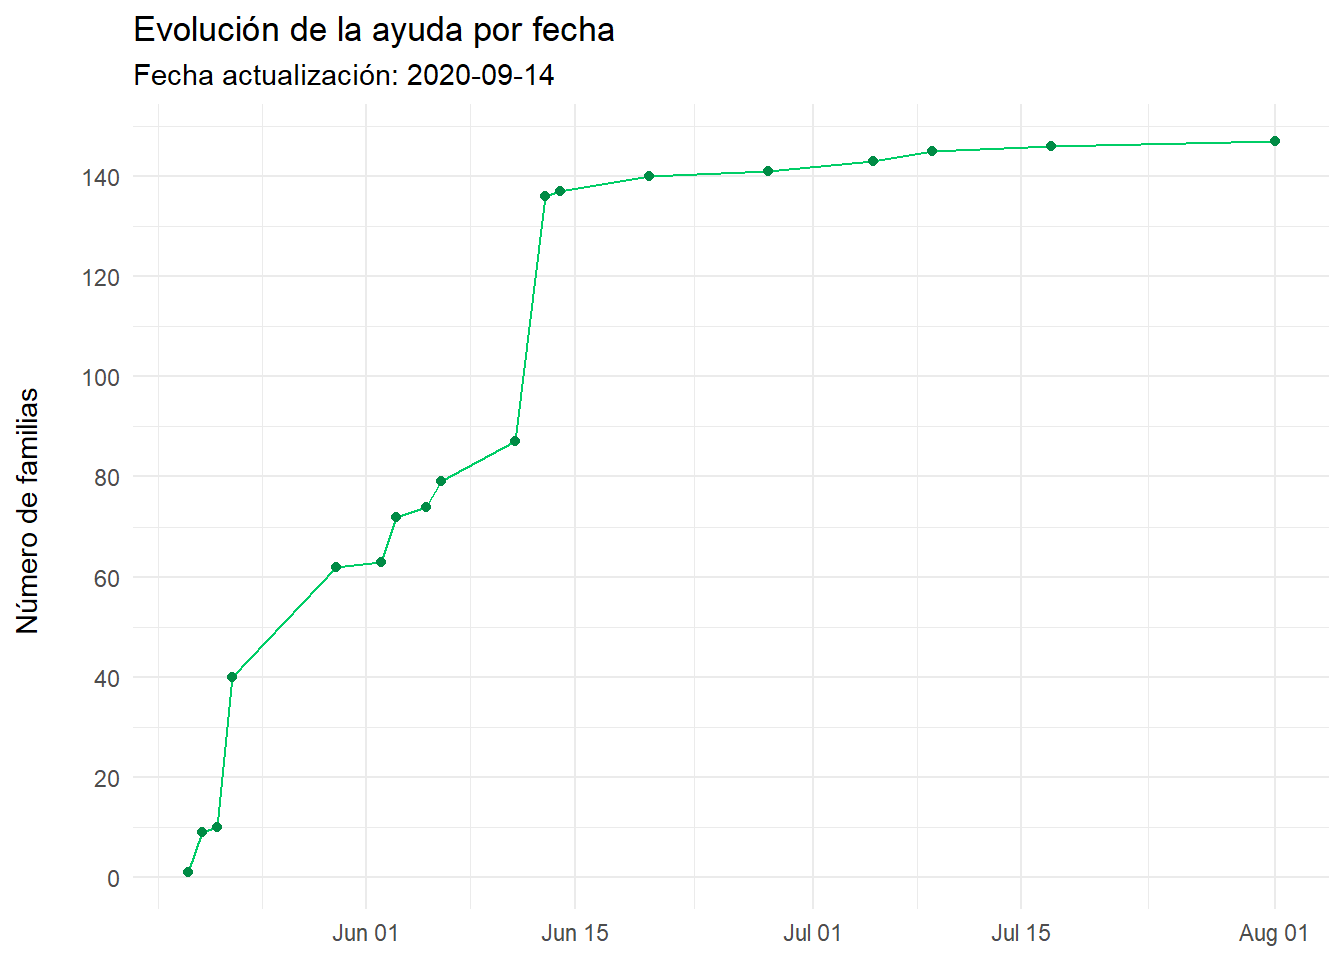 Evolución de la ayuda por fecha
Fecha actualización: 2020-09-14
Número de familias
140
120
100
80
60
40
20
0
Jun 01
Jun 15
Jul 01
Jul 15
Aug 01